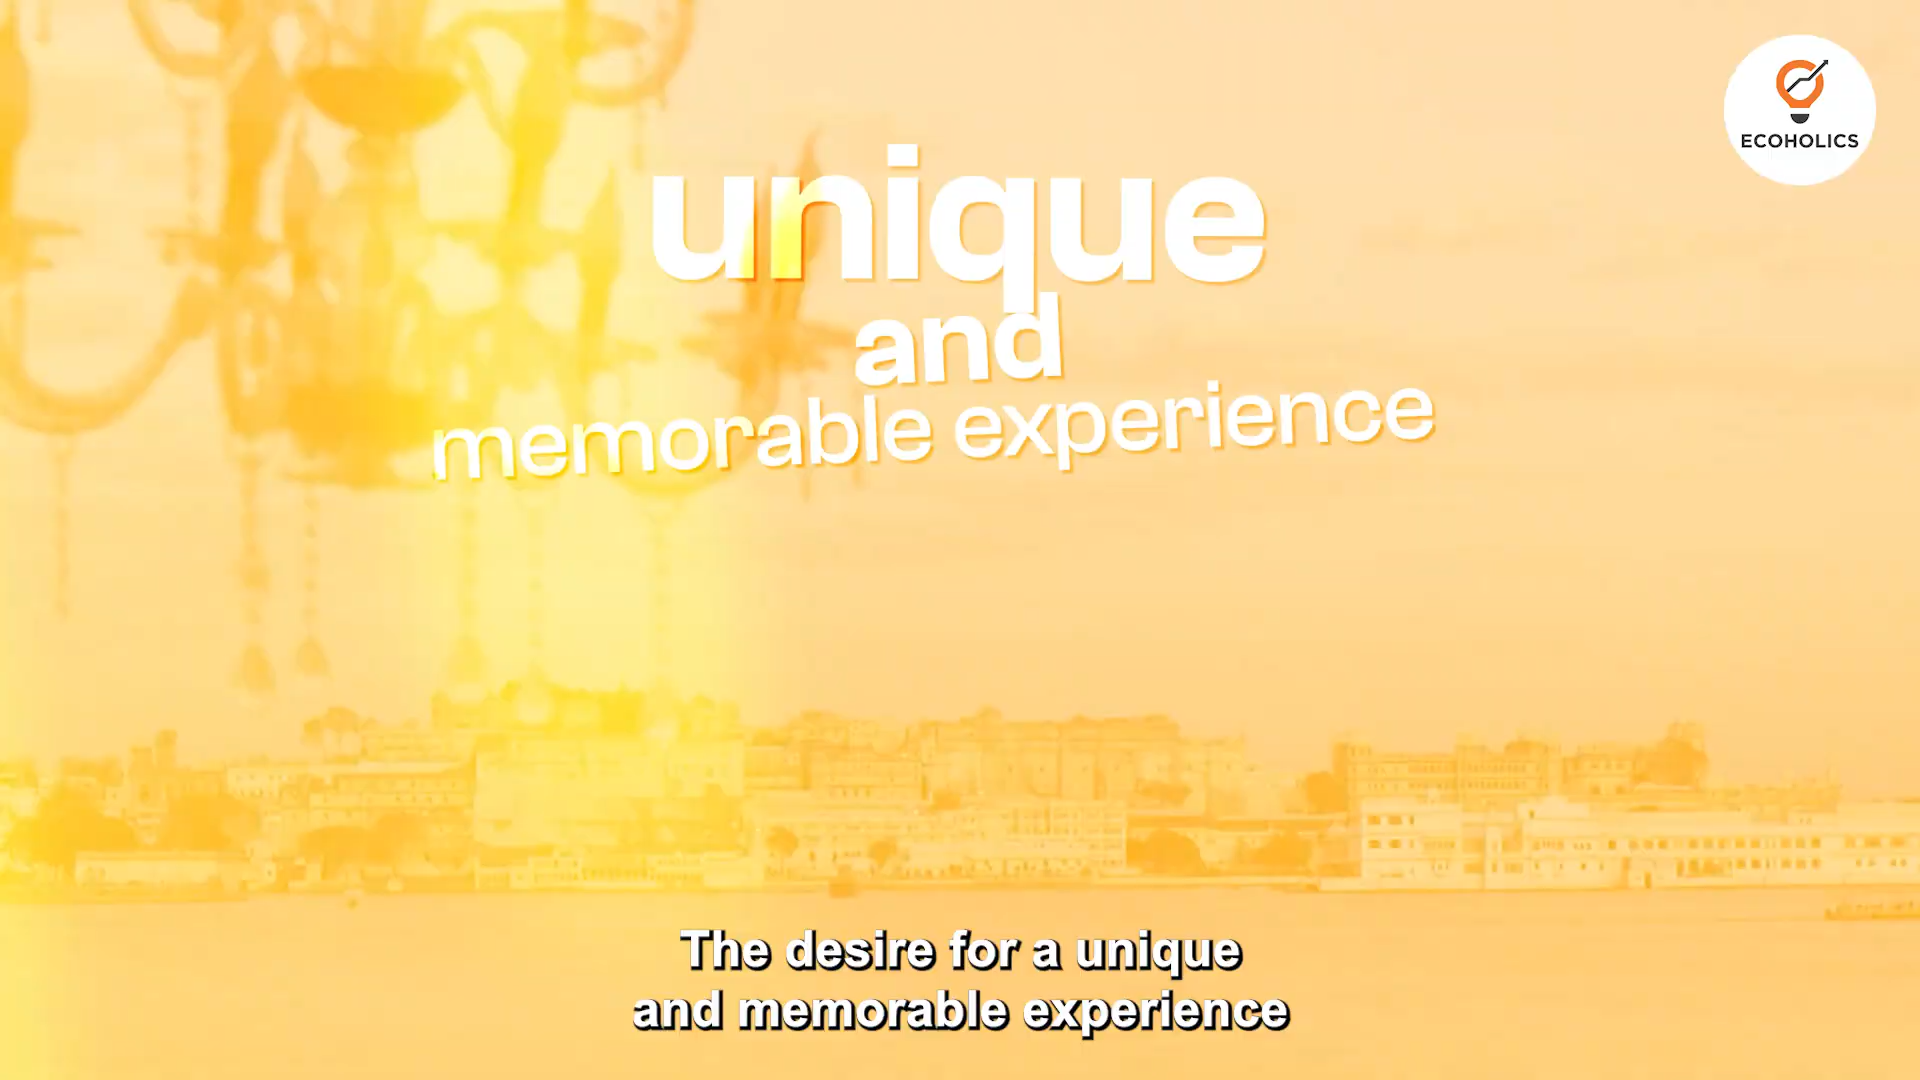 ECOHOLICS
unique
and
memorable experience
The desire for a unique
and memorable experience